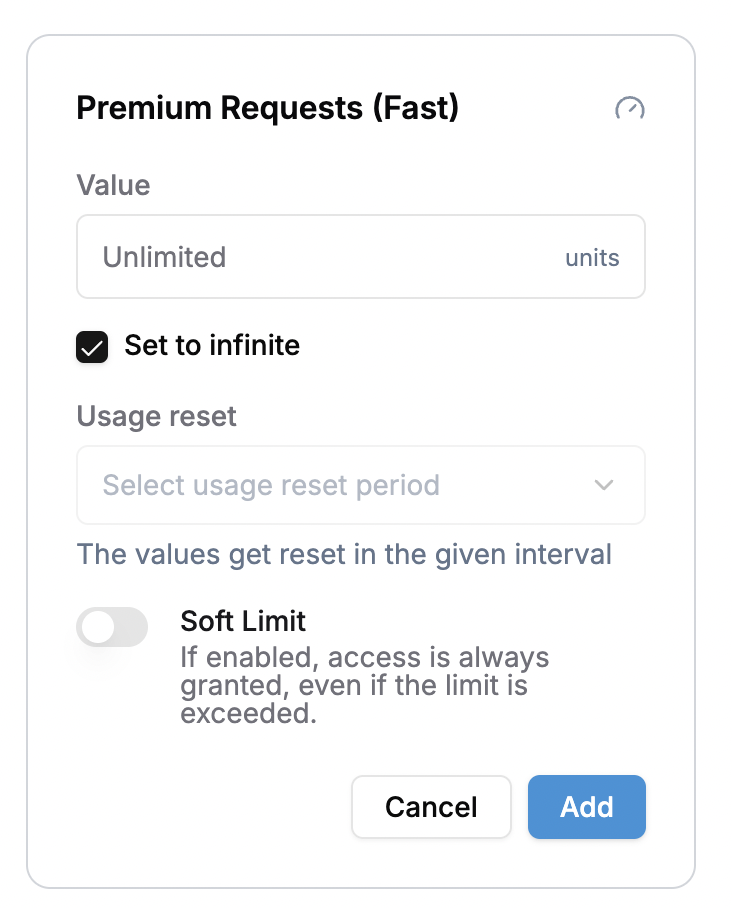 Premium Requests (Fast)
Value
Unlimited units
Set to infinite
Usage reset
Select usage reset period
The values get reset in the given interval
Soft Limit
If enabled, access is always
granted, even if the limit is
exceeded.
Cancel Add